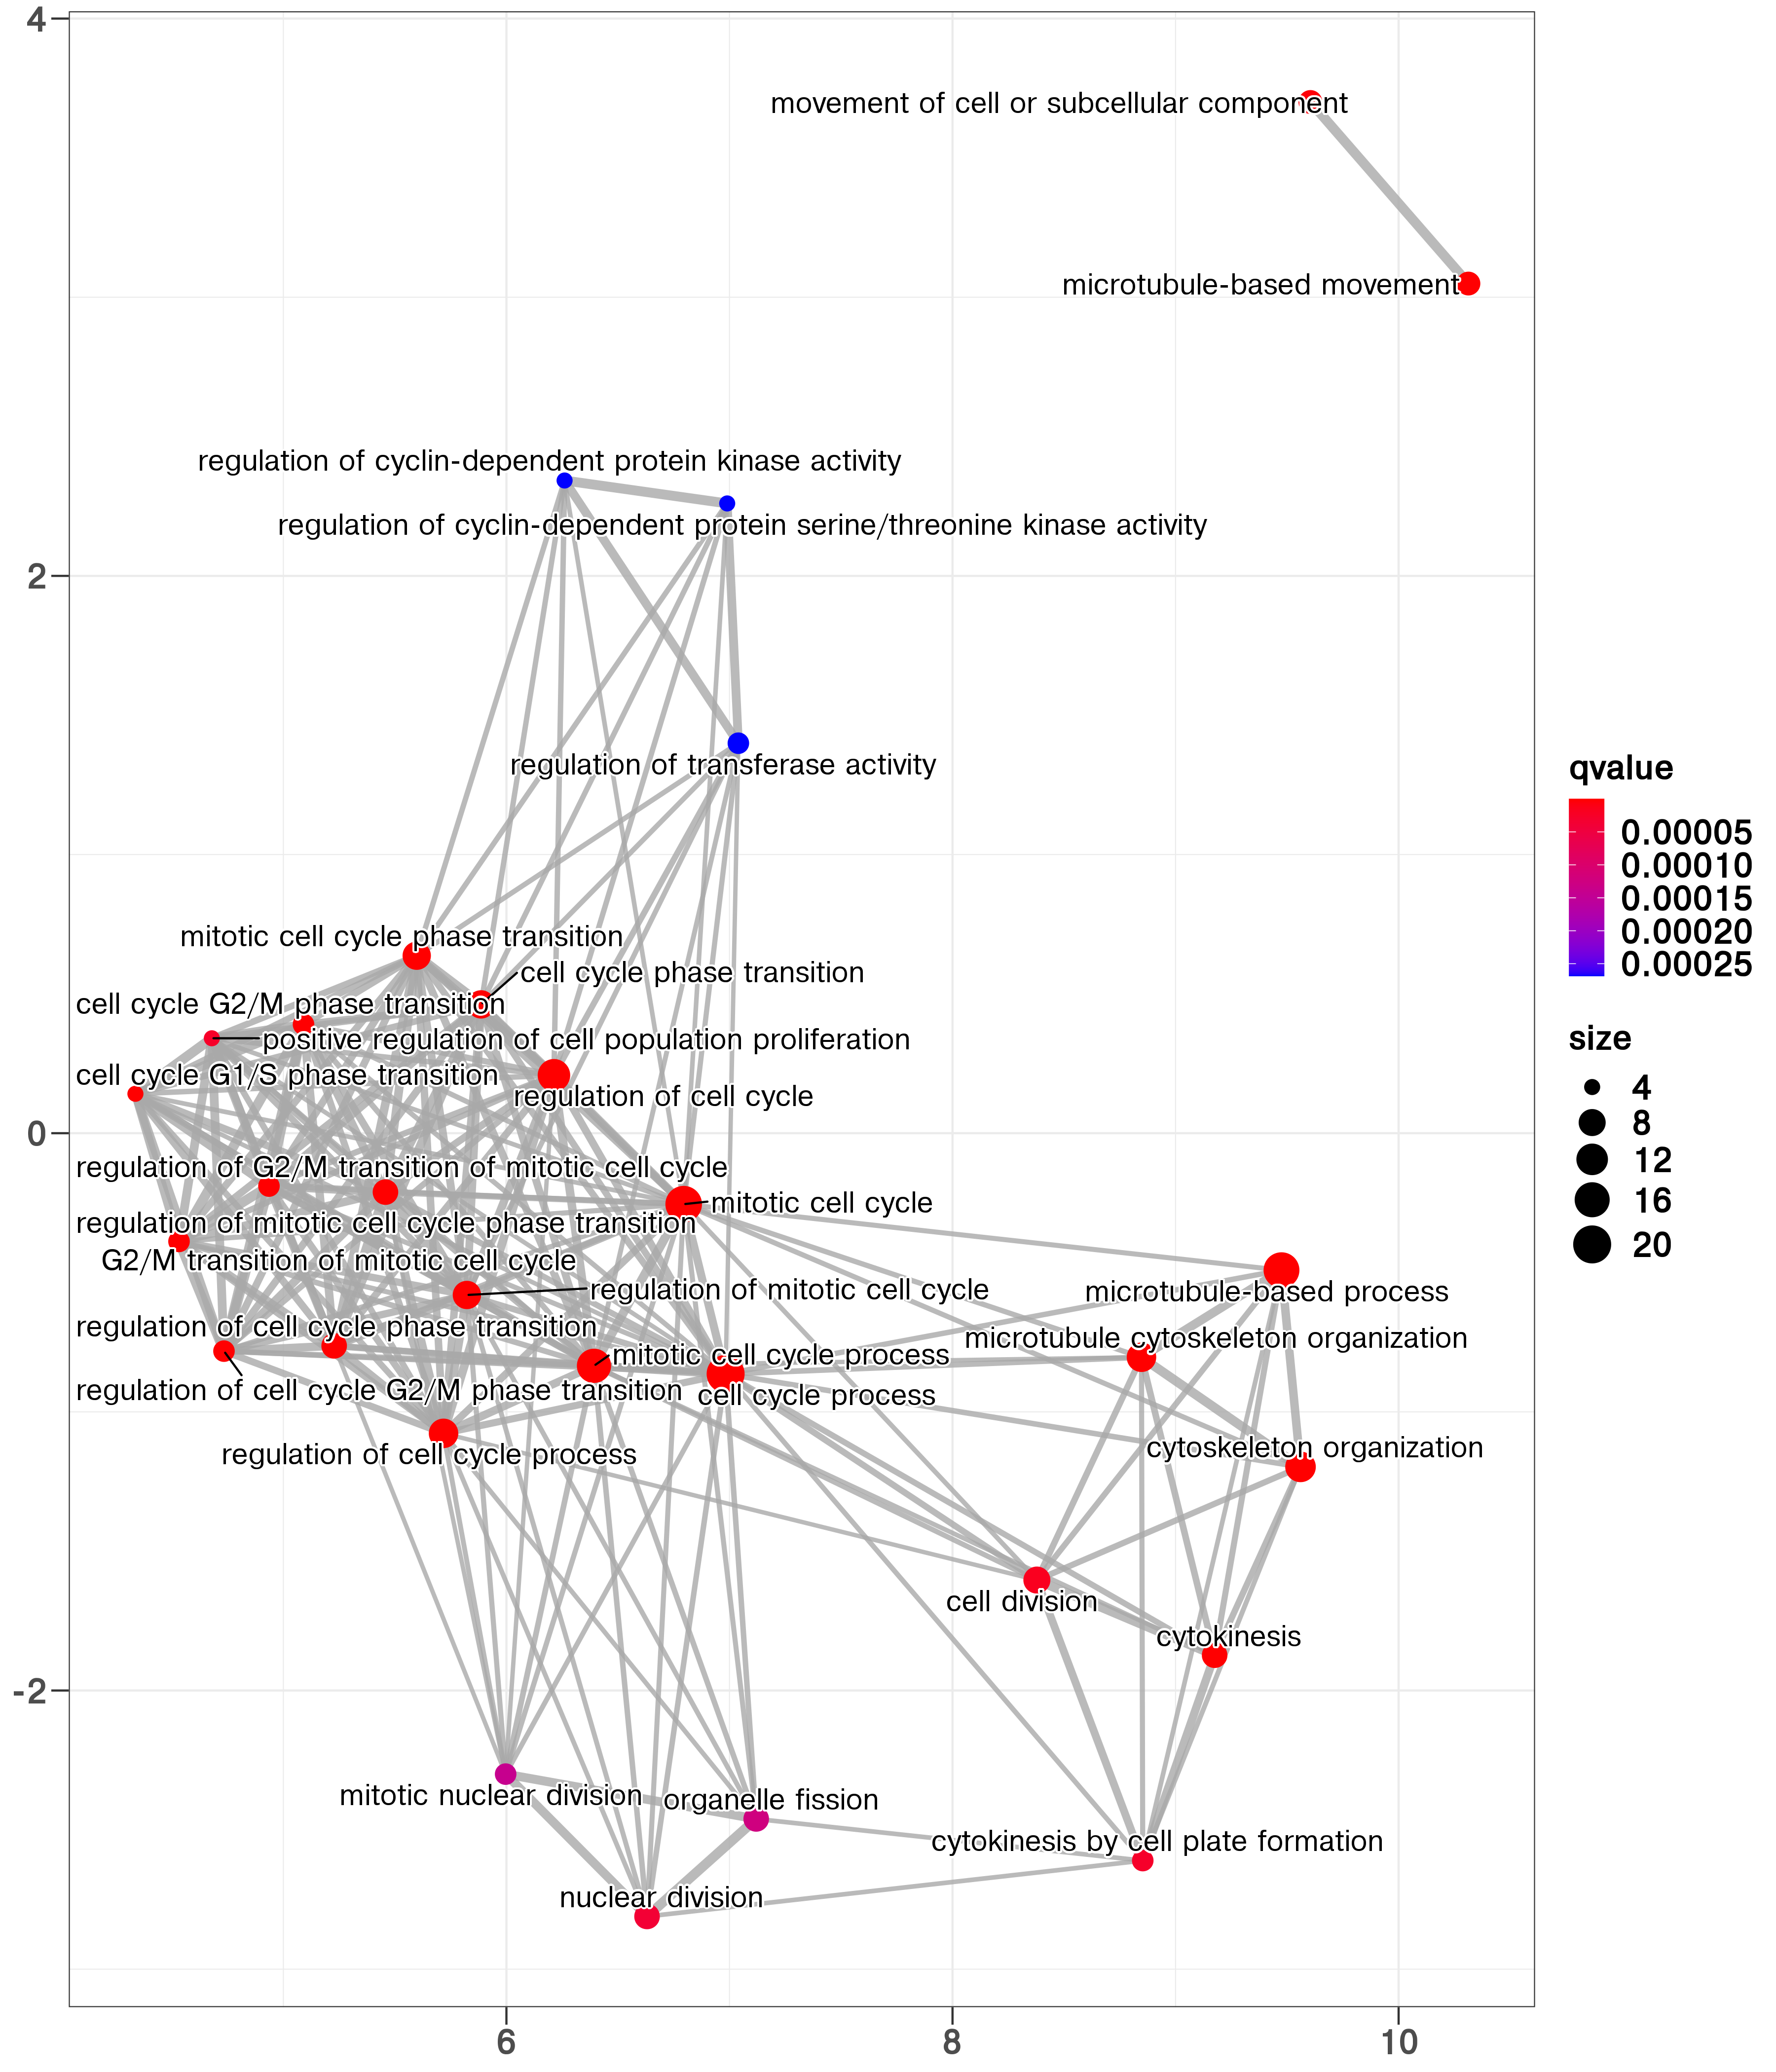 4
movement of cell or subcellular component
microtubule-based movement
regulation of cyclin-dependent protein kinase activity
regulation of cyclin-dependent protein serine/threonine kinase activity
2
regulation of transferase activity
qvalue
0.00005
0.00010
0.00015
0.00020
0.00025
mitotic cell cycle phase transition
cell cycle phase transition
cell cycle G2/M phase transition
positive regulation of cell population proliferation
cell cycle G1/S phase transition
regulation of cell cycle
size
4
8
12
16
20
0
regulation of G2/M transition of mitotic cell cycle
mitotic cell cycle
regulation of mitotic cell cycle phase transition
G2/M transition of mitotic cell cycle
regulation of mitotic cell cycle
microtubule-based process
regulation of cell cycle phase transition
microtubule cytoskeleton organization
mitotic cell cycle process
regulation of cell cycle G2/M phase transition
cell cycle process
regulation of cell cycle process
cytoskeleton organization
cell division
cytokinesis
-2
mitotic nuclear division
organelle fission
cytokinesis by cell plate formation
nuclear division
6
8
10